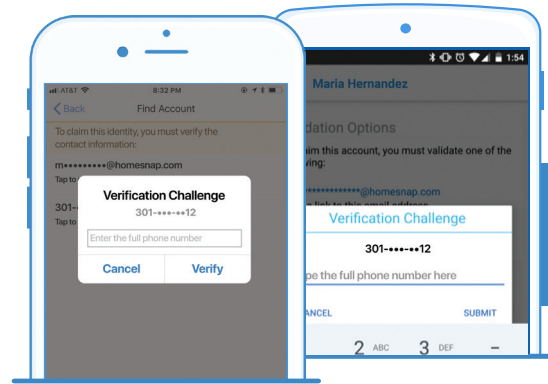 AT&T
8:32 PM
Back
Find Account
To claim this identity, you must verify the
contact information:
m•••••••••@homesnap.com
Tap to
301-
Tap to
Verification Challenge
301-•••-••12
Enter the full phone number
Cancel
Verify
1:54
Maria Hernandez
dation Options
im this account, you must validate one of the
ing:
************@homesnap.com
link to this email address
Verification Challenge
301-•••-••12
pe the full phone number here
ANCEL
SUBMIT
2 ABC
3 DEF
–